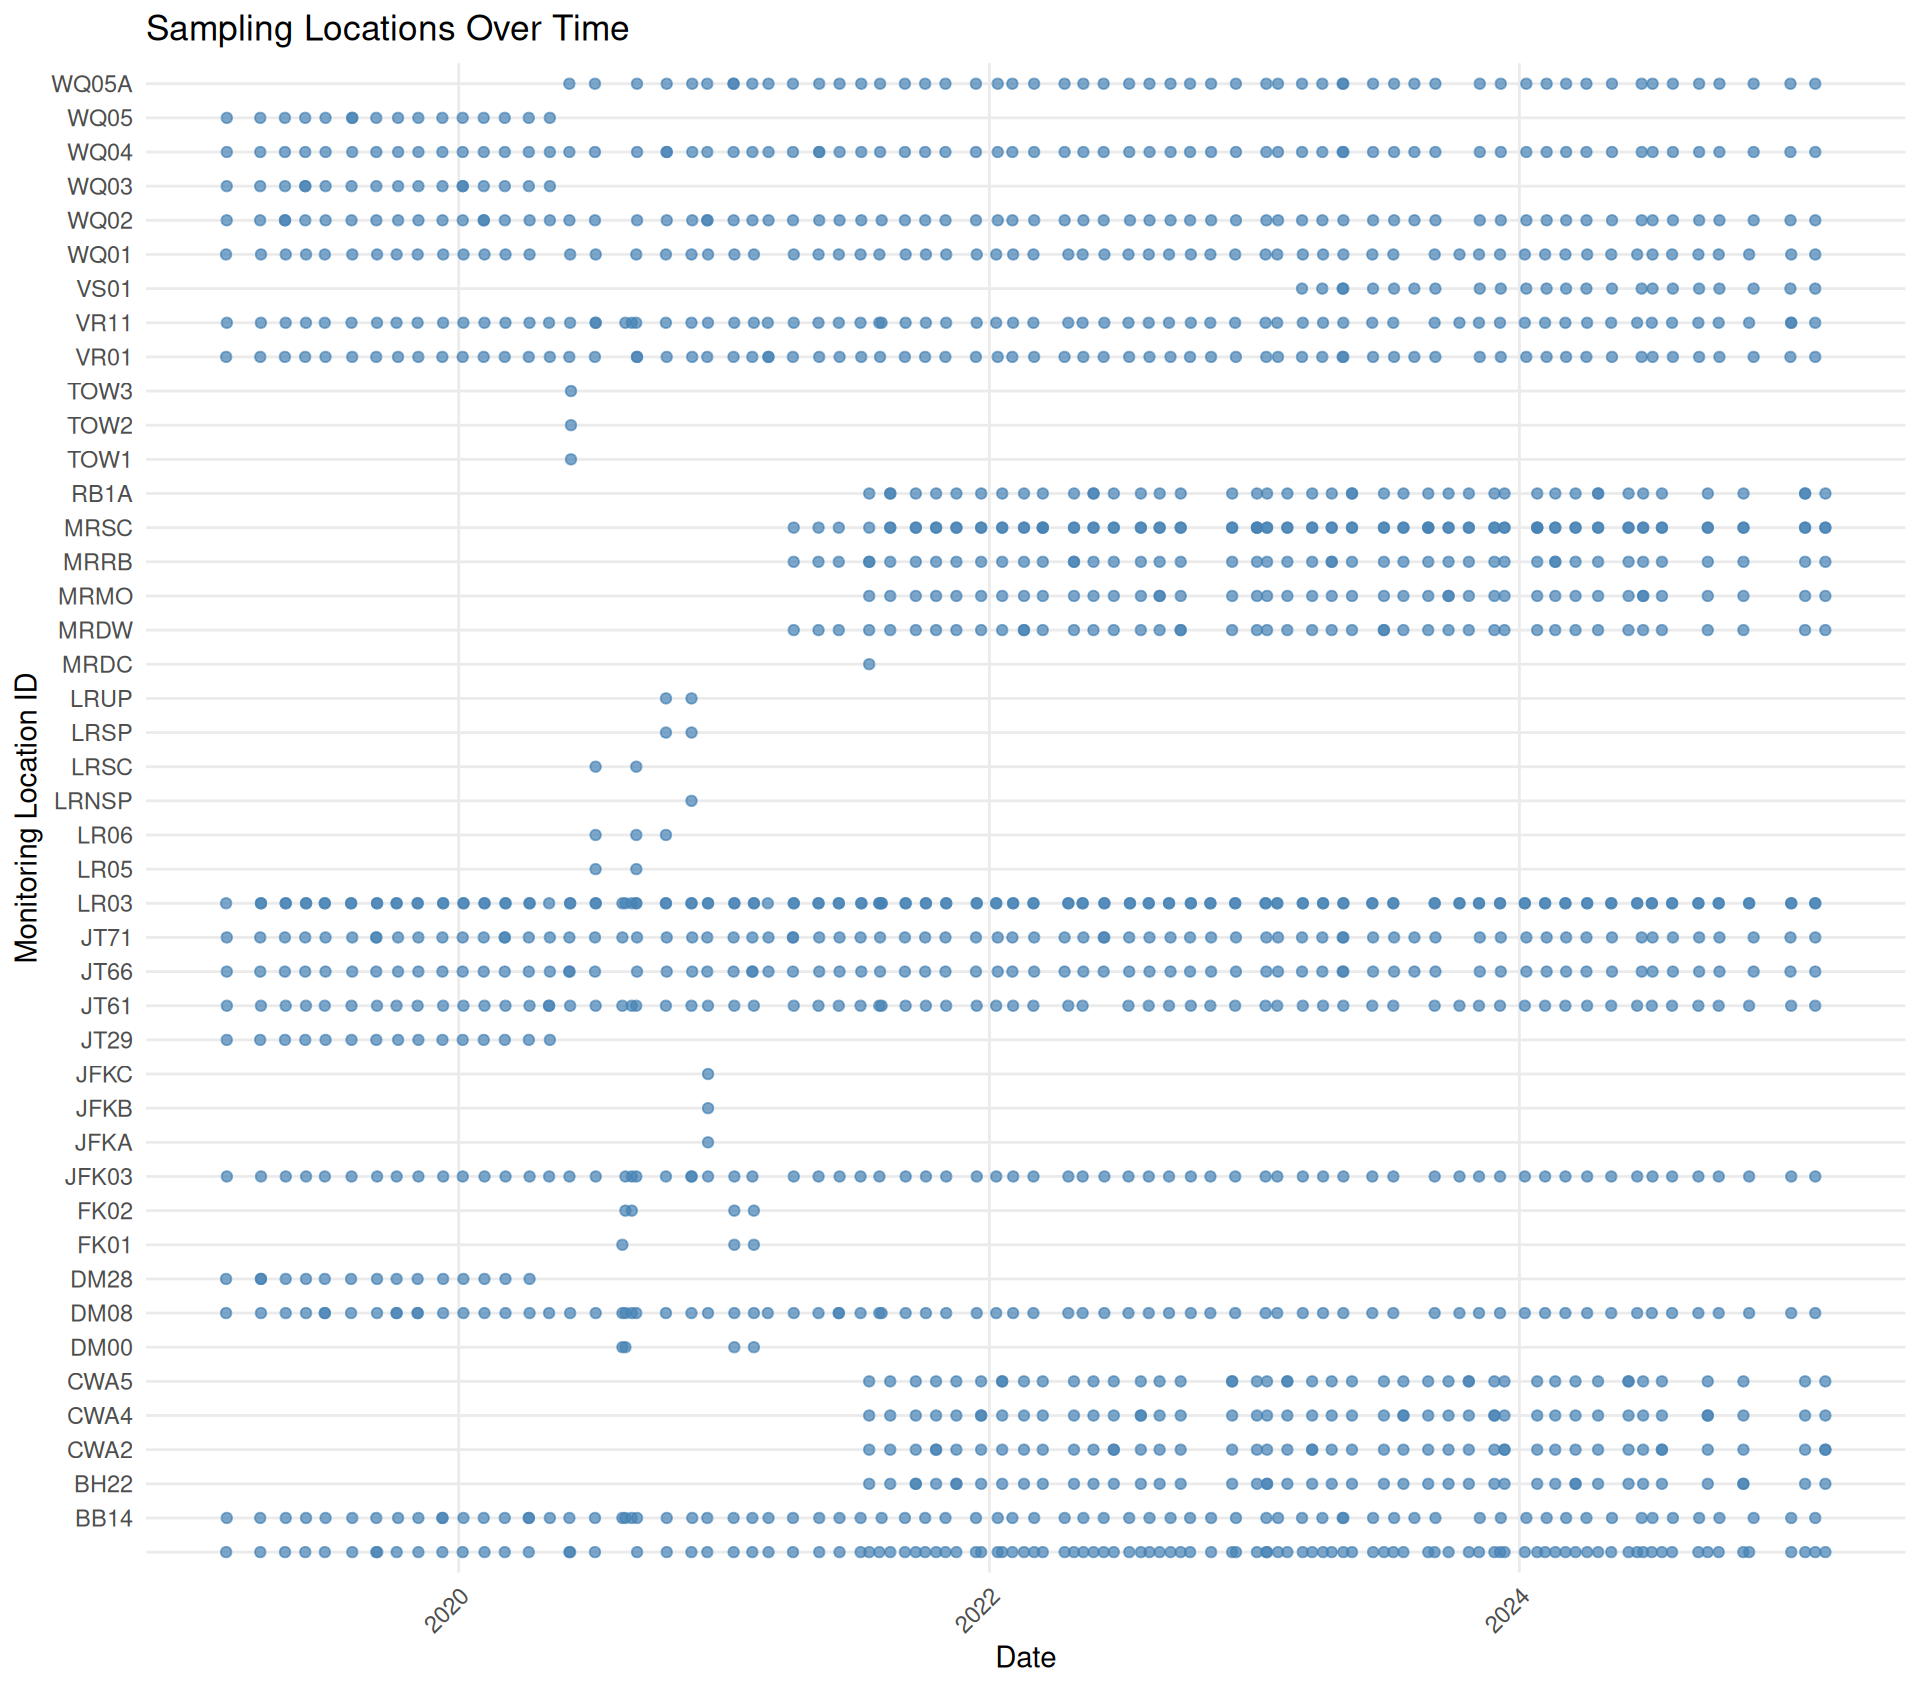 Sampling Locations Over Time
WQ05A
WQ05
WQ04
WQ03
WQ02
WQ01
VS01
VR11
VR01
TOW3
TOW2
TOW1
RB1A
MRSC
MRRB
MRMO
MRDW
MRDC
LRUP
LRSP
LRSC
LRNSP
LR06
LR05
LR03
JT71
JT66
JT61
JT29
JFKC
JFKB
JFKA
JFK03
FK02
FK01
DM28
DM08
DM00
CWA5
CWA4
CWA2
BH22
BB14
Monitoring Location ID
2020
2022
2024
Date